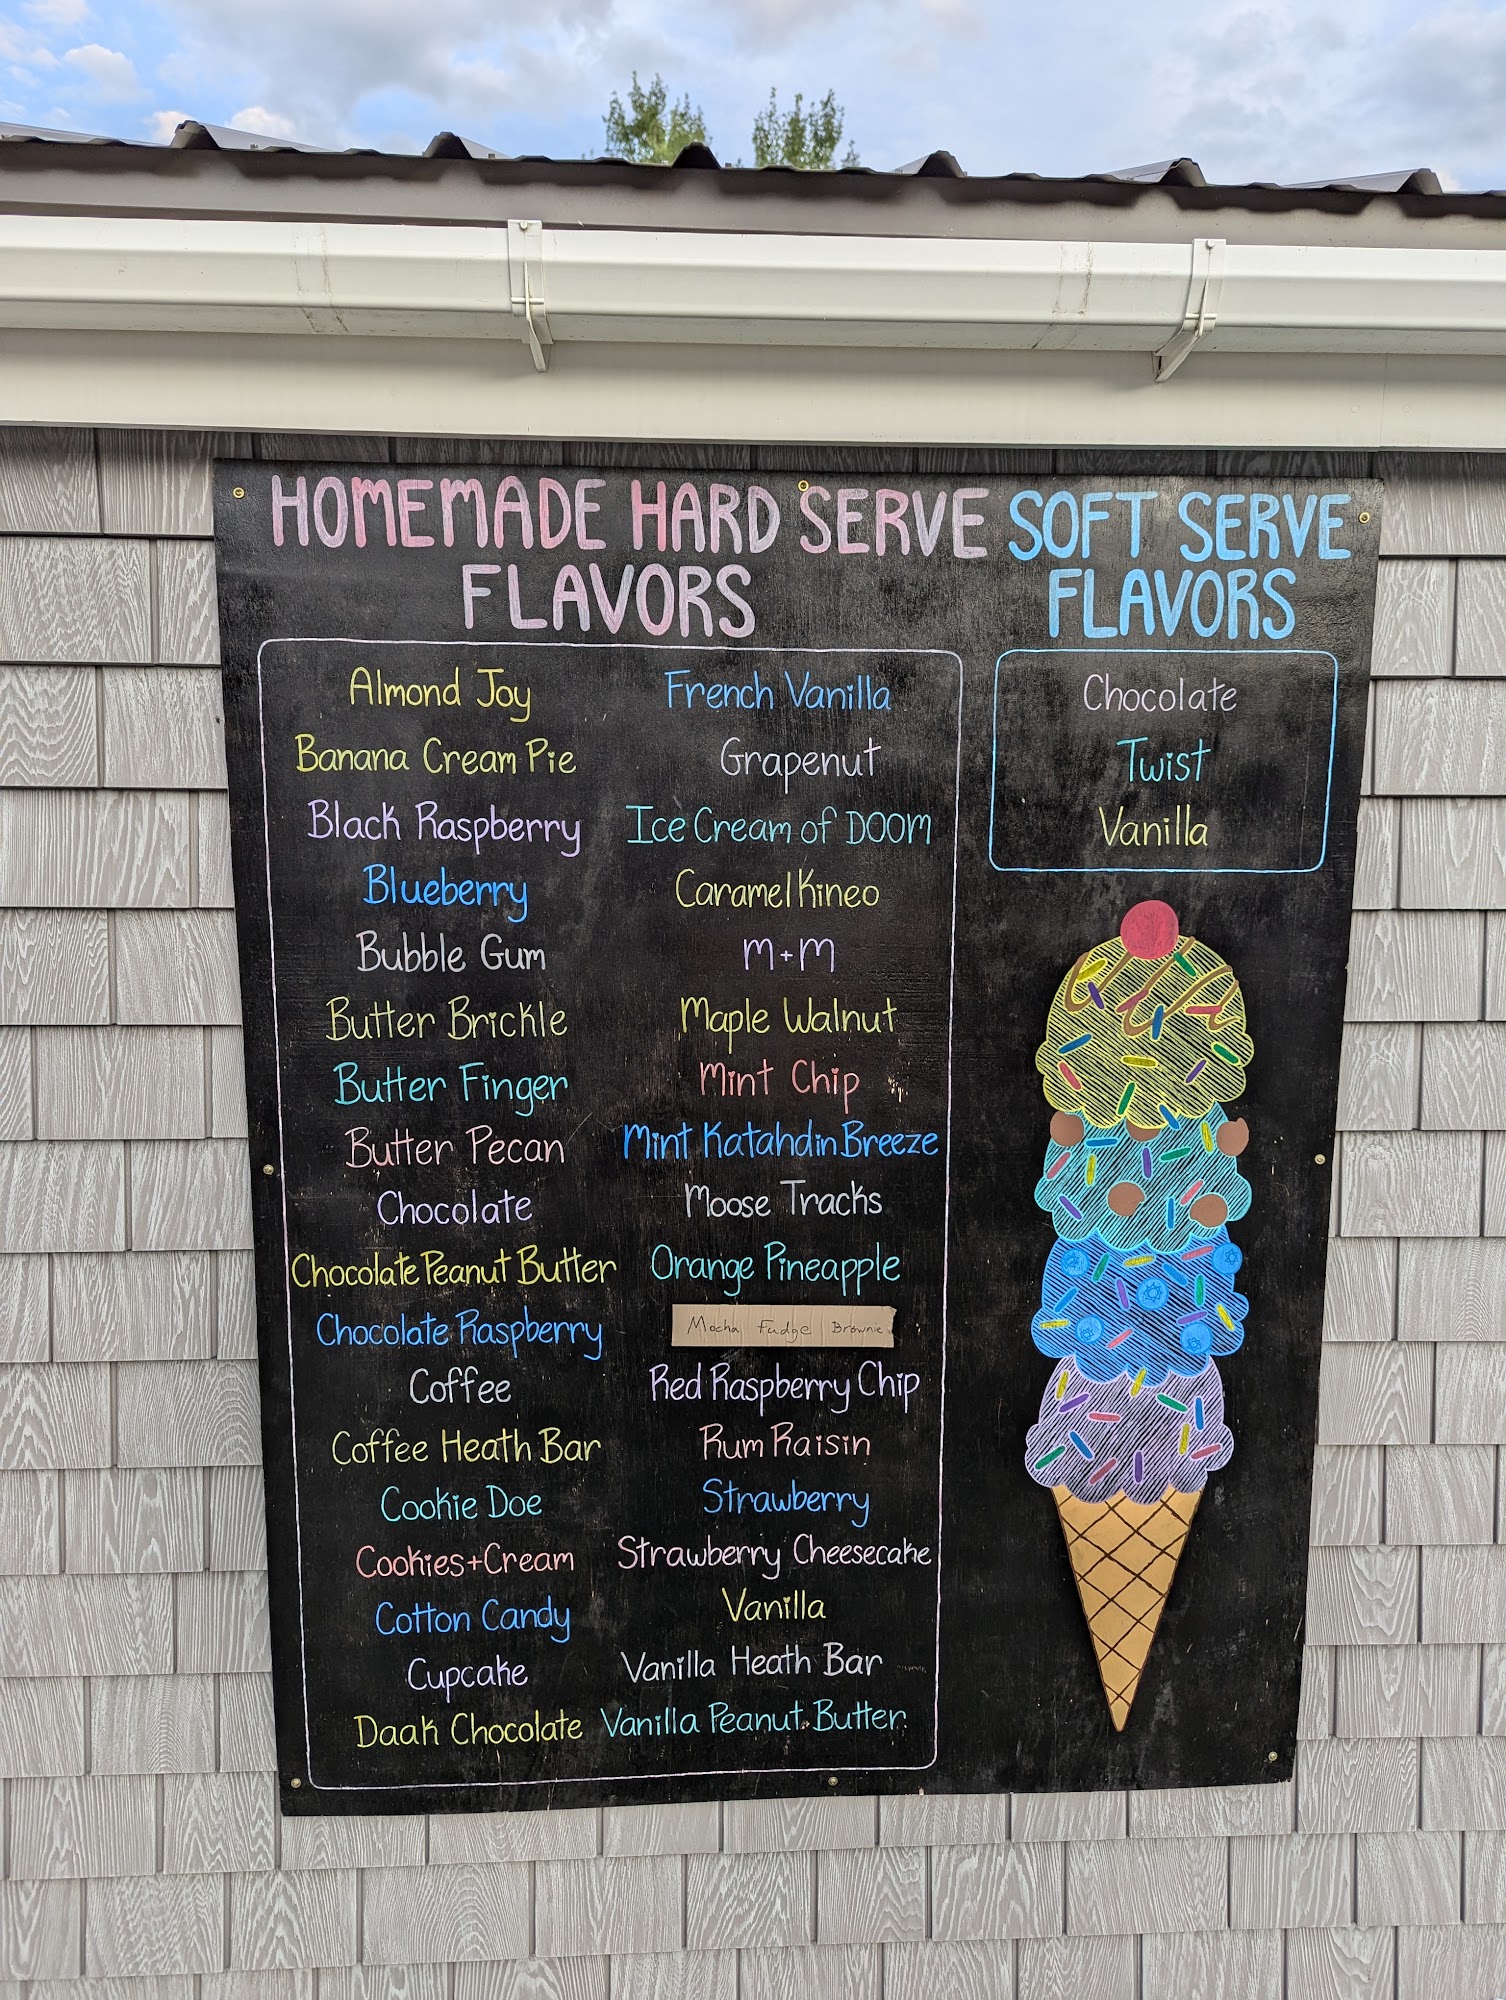 HOMEMADE HARD SERVE
FLAVORS
Almond Joy
Banana Cream Pie
Black Raspberry
Blueberry
Bubble Gum
Butter Brickle
Butter Finger
Butter Pecan
Chocolate
Chocolate Peanut Butter
Chocolate Raspberry
Coffee
Coffee Heath Bar
Cookie Doe
Cookies+Cream
Cotton Candy
Cupcake
Daak Chocolate
French Vanilla
Grapenut
Ice Cream of DOOM
Caramel Kineo
m+m
Maple Walnut
Mint Chip
Mint Katahdin Breeze
Moose Tracks
Orange Pineapple
Mocha Fudge Brownie
Red Raspberry Chip
Rum Raisin
Strawberry
Strawberry Cheesecake
Vanilla
Vanilla Heath Bar
Vanilla Peanut Butter
SOFT SERVE
FLAVORS
Chocolate
Twist
Vanilla